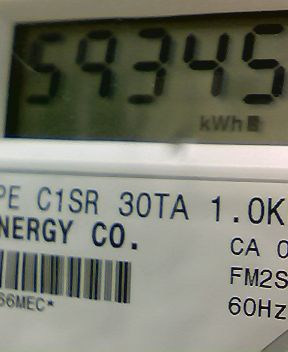 59345
kWh
PE C1SR 30TA 1.0K
NERGY CO.
CA 0
FM2S
S6MEC*
60Hz